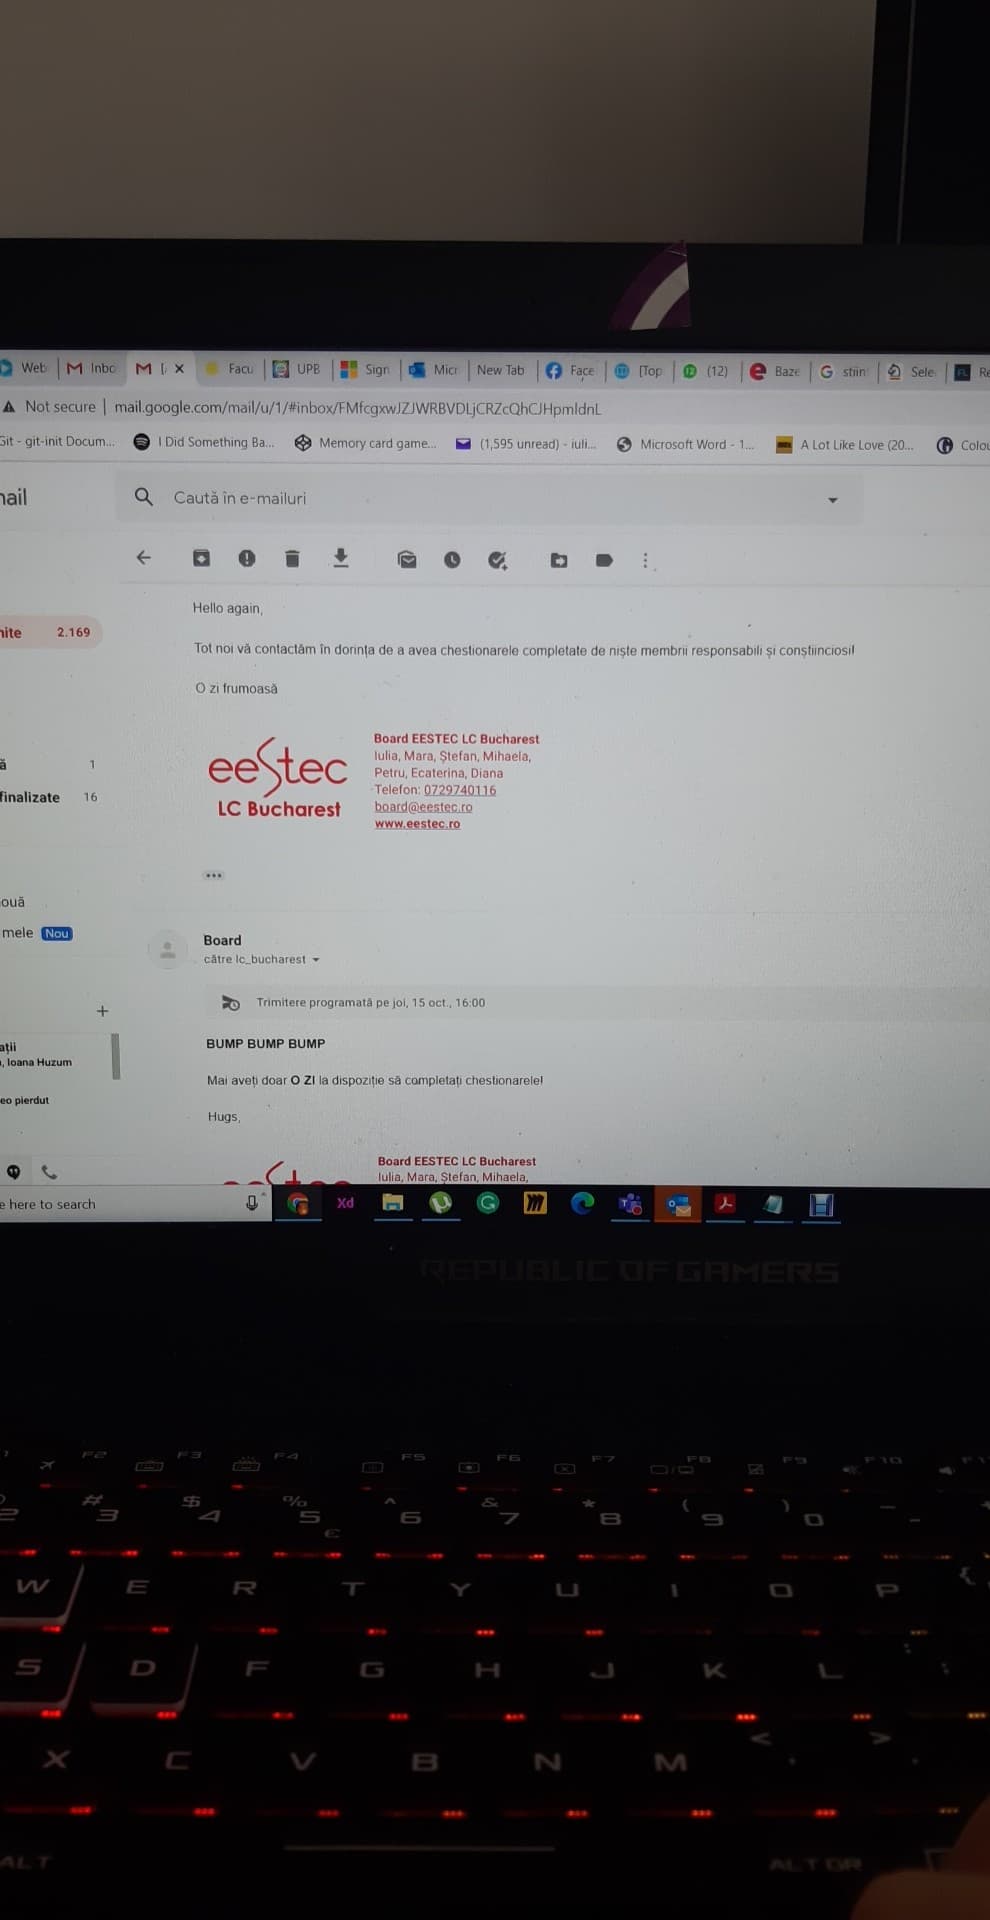 Web
Inbo
Facu
UPB
Sign
Micr
New Tab
Face
[Top
(12)
Baze
stiin
Sele
Re
Not secure | mail.google.com/mail/u/1/#inbox/FMfcgxwJZJWRBVDLjCRZcQhCJHpmldnL
Git - git-init Docum...
I Did Something Ba...
Memory card game...
(1,595 unread) - iuli...
Microsoft Word - 1...
A Lot Like Love (20...
Colou
mail
Caută în e-mailuri
Hello again,
mite 2.169
Tot noi vă contactăm în dorința de a avea chestionarele completate de niște membrii responsabili și conștiinciosi!
O zi frumoasă
eestec
LC Bucharest
Board EESTEC LC Bucharest
Iulia, Mara, Ștefan, Mihaela,
Petru, Ecaterina, Diana
Telefon: 0729740116
board@eestec.ro
www.eestec.ro
ă 1
finalizate 16
ouă
mele Nou
Board
către lc_bucharest
Trimitere programată pe joi, 15 oct., 16:00
BUMP BUMP BUMP
ații
, Ioana Huzum
Mai aveți doar O ZI la dispoziție să completați chestionarele!
eo pierdut
Hugs,
Board EESTEC LC Bucharest
Iulia, Mara, Ștefan, Mihaela,
e here to search
Xd
REPUBLIC OF GAMERS
F2 F3 F4 F5 F6 F7 F8 F9 F10
# $ % ^ & * ( ) _
2 3 4 5 € 6 7 8 9 0 -
W E R T Y U I O P {
S D F G H J K L : ;
< >
X C V B N M , .
ALT ALT GR